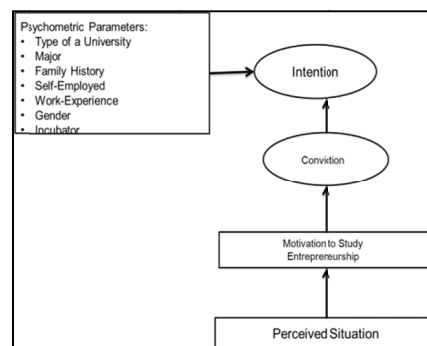 Psychometric Parameters:
• Type of a University
• Major
• Family History
• Self-Employed
• Work-Experience
• Gender
• Incubator
Intention
Conviction
Motivation to Study
Entrepreneurship
Perceived Situation